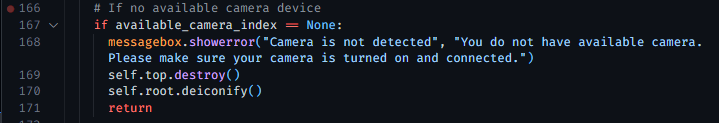 166 # If no available camera device
167 if available_camera_index == None:
168 messagebox.showerror("Camera is not detected", "You do not have available camera.
Please make sure your camera is turned on and connected.")
169 self.top.destroy()
170 self.root.deiconify()
171 return